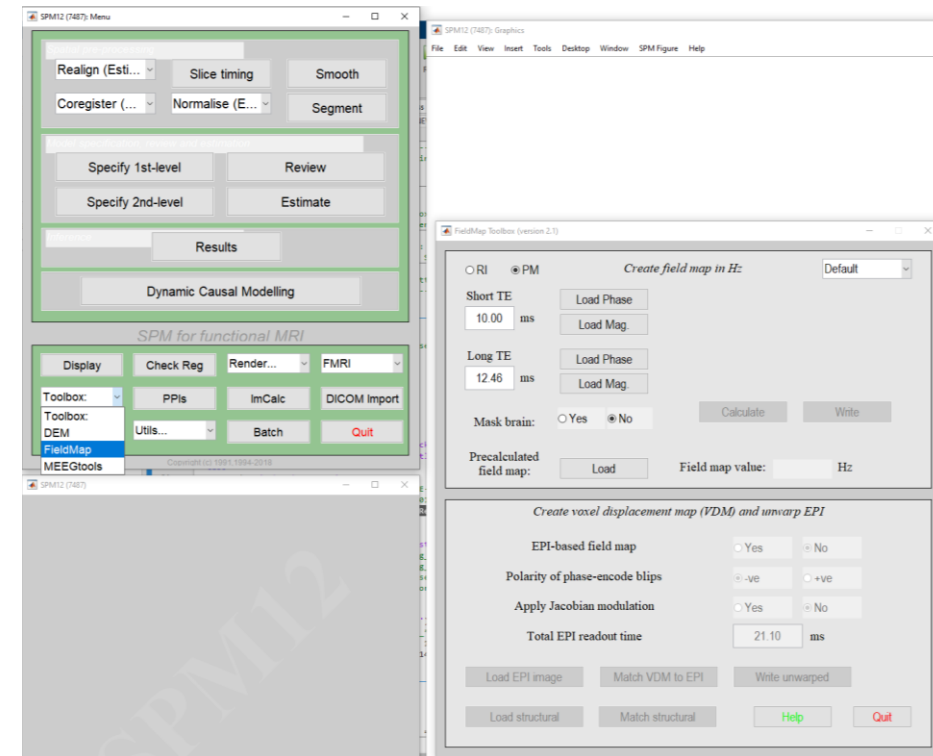 SPM12 (7487): Menu
Realign (Esti...
Slice timing
Smooth
Coregister (...
Normalise (E...
Segment
Specify 1st-level
Review
Specify 2nd-level
Estimate
Results
Dynamic Causal Modelling
SPM for functional MRI
Display
Check Reg
Render...
FMRI
Toolbox:
PPIs
ImCalc
DICOM Import
Toolbox:
DEM
FieldMap
MEEGtools
Utils...
Batch
Quit
Copyright (c) 1991,1994-2018
SPM12 (7487)
SPM12
SPM12 (7487): Graphics
File Edit View Insert Tools Desktop Window SPM Figure Help
FieldMap Toolbox (version 2.1)
RI PM Create field map in Hz Default
Short TE
Load Phase
10.00 ms
Load Mag.
Long TE
Load Phase
12.46 ms
Load Mag.
Mask brain: Yes No Calculate Write
Precalculated
field map:
Load Field map value: Hz
Create voxel displacement map (VDM) and unwarp EPI
EPI-based field map Yes No
Polarity of phase-encode blips -ve +ve
Apply Jacobian modulation Yes No
Total EPI readout time 21.10 ms
Load EPI image Match VDM to EPI Write unwarped
Load structural Match structural Help Quit